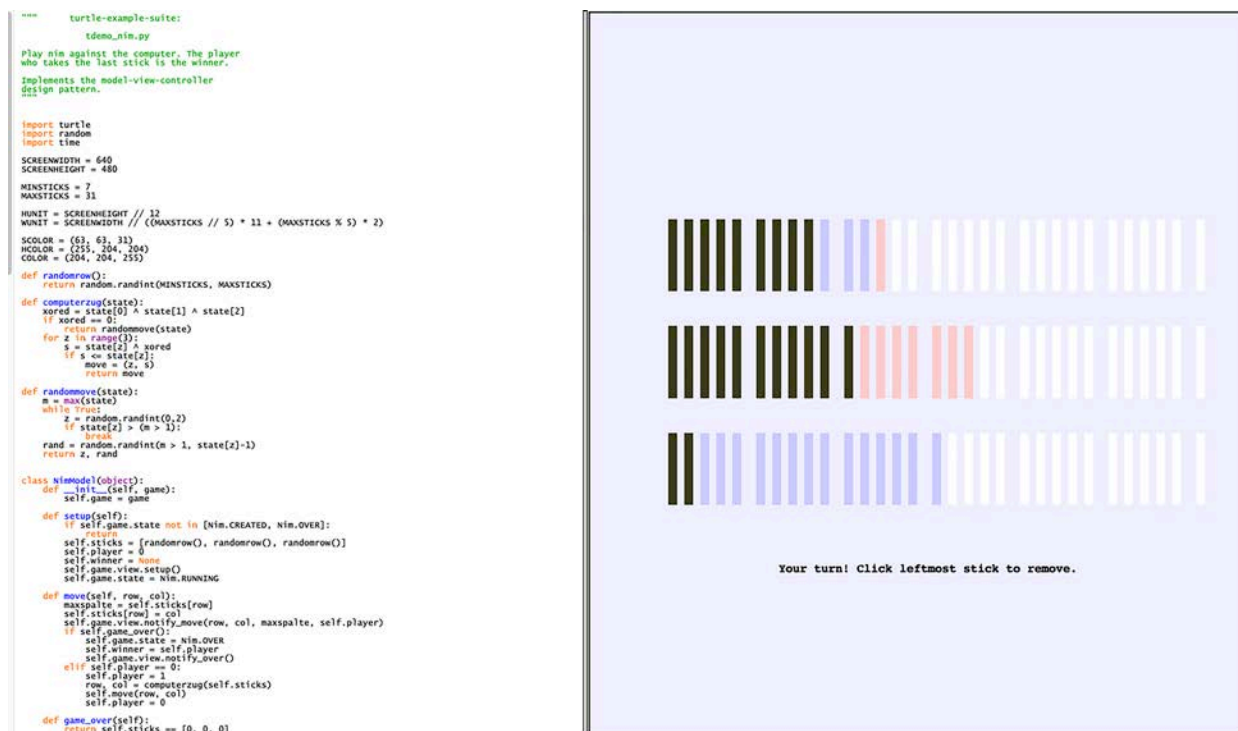 """      turtle-example-suite:
            tdemo_nim.py
Play nim against the computer. The player
who takes the last stick is the winner.
Implements the model-view-controller
design pattern.
"""
import turtle
import random
import time
SCREENWIDTH = 640
SCREENHEIGHT = 480
MINSTICKS = 7
MAXSTICKS = 31
HUNIT = SCREENHEIGHT // 12
WUNIT = SCREENWIDTH // ((MAXSTICKS // 5) * 11 + (MAXSTICKS % 5) * 2)
SCOLOR = (63, 63, 31)
HCOLOR = (255, 204, 204)
COLOR = (204, 204, 255)
def randomrow():
    return random.randint(MINSTICKS, MAXSTICKS)
def computerzug(state):
    xored = state[0] ^ state[1] ^ state[2]
    if xored == 0:
        return randommove(state)
    for z in range(3):
        s = state[z] ^ xored
        if s <= state[z]:
            move = (z, s)
            return move
def randommove(state):
    m = max(state)
    while True:
        z = random.randint(0,2)
        if state[z] > (m > 1):
            break
    rand = random.randint(m > 1, state[z]-1)
    return z, rand
class NimModel(object):
    def __init__(self, game):
        self.game = game
    def setup(self):
        if self.game.state not in [Nim.CREATED, Nim.OVER]:
            return
        self.sticks = [randomrow(), randomrow(), randomrow()]
        self.player = 0
        self.winner = None
        self.game.view.setup()
        self.game.state = Nim.RUNNING
    def move(self, row, col):
        maxspalte = self.sticks[row]
        self.sticks[row] = col
        self.game.view.notify_move(row, col, maxspalte, self.player)
        if self.game_over():
            self.game.state = Nim.OVER
            self.winner = self.player
            self.game.view.notify_over()
        elif self.player == 0:
            self.player = 1
            row, col = computerzug(self.sticks)
            self.move(row, col)
            self.player = 0
    def game_over(self):
        return self.sticks == [0, 0, 0]
Your turn! Click leftmost stick to remove.